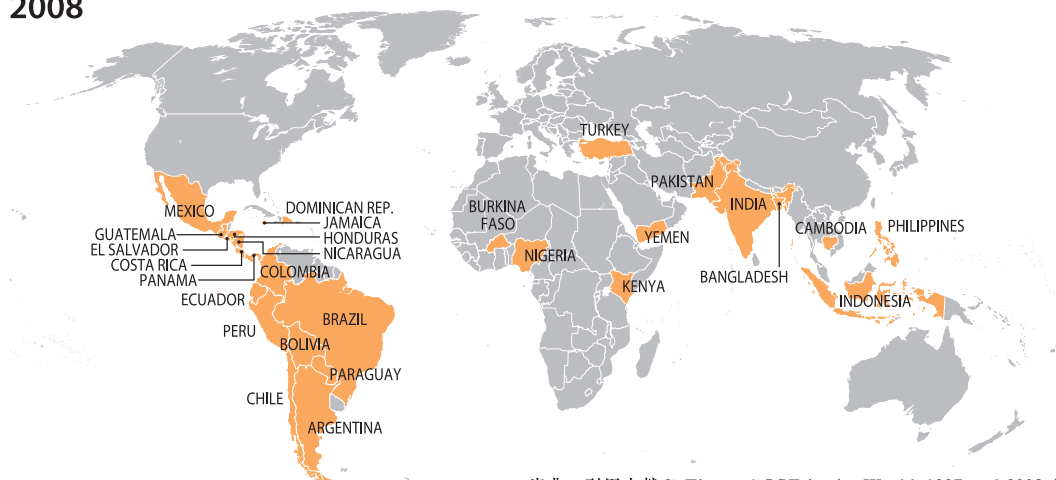 2008
TURKEY
PAKISTAN
INDIA
MEXICO
DOMINICAN REP.
JAMAICA
BURKINA
FASO
CAMBODIA
PHILIPPINES
GUATEMALA
HONDURAS
YEMEN
EL SALVADOR
NICARAGUA
NIGERIA
COSTA RICA
COLOMBIA
BANGLADESH
PANAMA
KENYA
ECUADOR
INDONESIA
BRAZIL
PERU
BOLIVIA
PARAGUAY
CHILE
ARGENTINA